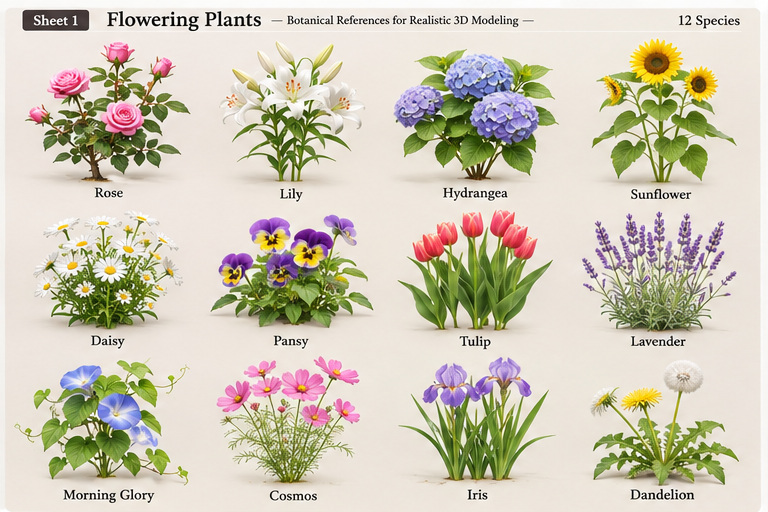 Sheet 1
Flowering Plants — Botanical References for Realistic 3D Modeling —
12 Species
Rose
Lily
Hydrangea
Sunflower
Daisy
Pansy
Tulip
Lavender
Morning Glory
Cosmos
Iris
Dandelion